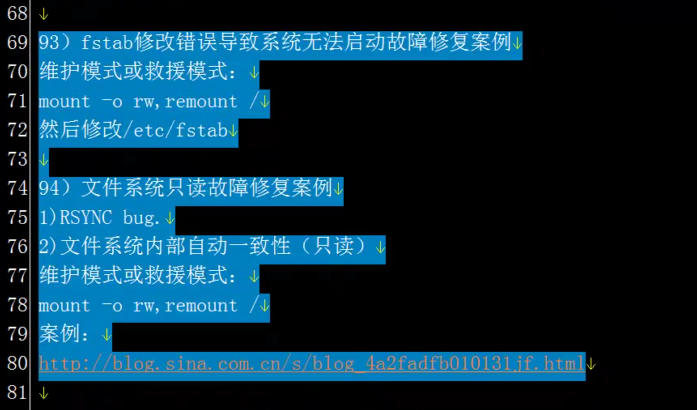 68
69 93）fstab修改错误导致系统无法启动故障修复案例↓
70 维护模式或救援模式：↓
71 mount -o rw,remount /↓
72 然后修改/etc/fstab↓
73 ↓
74 94）文件系统只读故障修复案例↓
75 1)RSYNC bug.↓
76 2)文件系统内部自动一致性（只读）↓
77 维护模式或救援模式：↓
78 mount -o rw,remount /↓
79 案例：↓
80 http://blog.sina.com.cn/s/blog_4a2fadfb010131jf.html↓
81 ↓